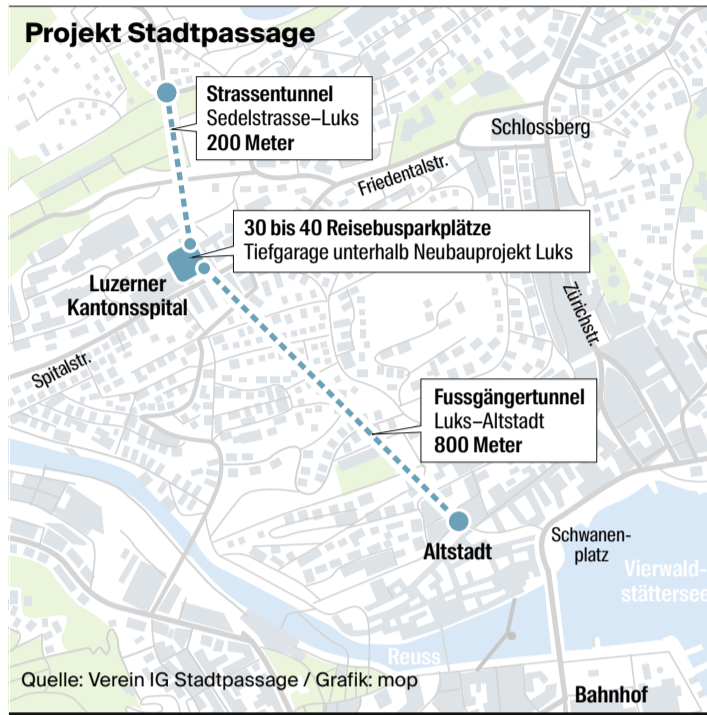 Projekt Stadtpassage
Strassentunnel
Sedelstrasse–Luks
200 Meter
Schlossberg
Friedentalstr.
30 bis 40 Reisebusparkplätze
Tiefgarage unterhalb Neubauprojekt Luks
Luzerner
Kantonsspital
Zürichstr.
Spitalstr.
Fussgängertunnel
Luks–Altstadt
800 Meter
Altstadt
Schwanen-
platz
Vierwald-
stättersee
Reuss
Quelle: Verein IG Stadtpassage / Grafik: mop
Bahnhof